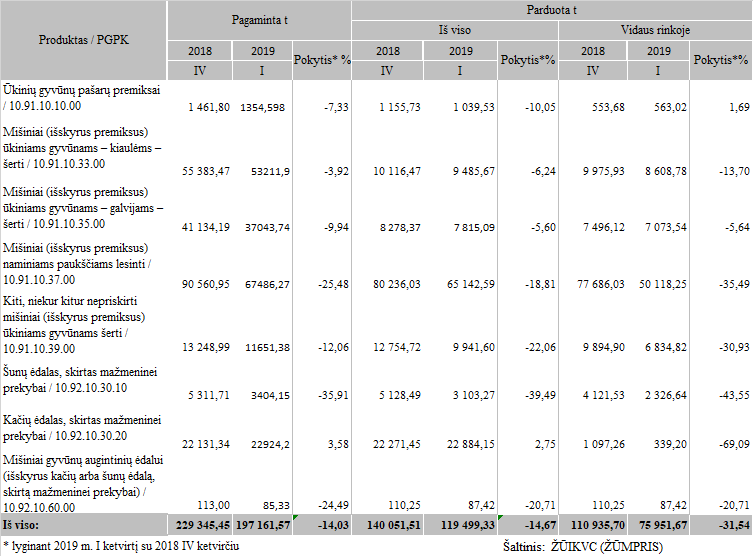 Produktas / PGPK Pagaminta t Parduota t
Iš viso Vidaus rinkoje
2018 2019 Pokytis* % 2018 2019 Pokytis*% 2018 2019 Pokytis*%
IV I IV I IV I
Ūkinių gyvūnų pašarų premiksai
/ 10.91.10.10.00 1 461,80 1354,598 -7,33 1 155,73 1 039,53 -10,05 553,68 563,02 1,69
Mišiniai (išskyrus premiksus)
ūkiniams gyvūnams – kiaulėms –
šerti / 10.91.10.33.00 55 383,47 53211,9 -3,92 10 116,47 9 485,67 -6,24 9 975,93 8 608,78 -13,70
Mišiniai (išskyrus premiksus)
ūkiniams gyvūnams – galvijams –
šerti / 10.91.10.35.00 41 134,19 37043,74 -9,94 8 278,37 7 815,09 -5,60 7 496,12 7 073,54 -5,64
Mišiniai (išskyrus premiksus)
naminiams paukščiams lesinti /
10.91.10.37.00 90 560,95 67486,27 -25,48 80 236,03 65 142,59 -18,81 77 686,03 50 118,25 -35,49
Kiti, niekur kitur nepriskirti
mišiniai (išskyrus premiksus)
ūkiniams gyvūnams šerti /
10.91.10.39.00 13 248,99 11651,38 -12,06 12 754,72 9 941,60 -22,06 9 894,90 6 834,82 -30,93
Šunų ėdalas, skirtas mažmeninei
prekybai / 10.92.10.30.10 5 311,71 3404,15 -35,91 5 128,49 3 103,27 -39,49 4 121,53 2 326,64 -43,55
Kačių ėdalas, skirtas mažmeninei
prekybai / 10.92.10.30.20 22 131,34 22924,2 3,58 22 271,45 22 884,15 2,75 1 097,26 339,20 -69,09
Mišiniai gyvūnų augintinių ėdalui
(išskyrus kačių arba šunų ėdalą,
skirtą mažmeninei prekybai) /
10.92.10.60.00 113,00 85,33 -24,49 110,25 87,42 -20,71 110,25 87,42 -20,71
Iš viso: 229 345,45 197 161,57 -14,03 140 051,51 119 499,33 -14,67 110 935,70 75 951,67 -31,54
* lyginant 2019 m. I ketvirtį su 2018 IV ketvirčiu Šaltinis: ŽŪIKVC (ŽŪMPRIS)